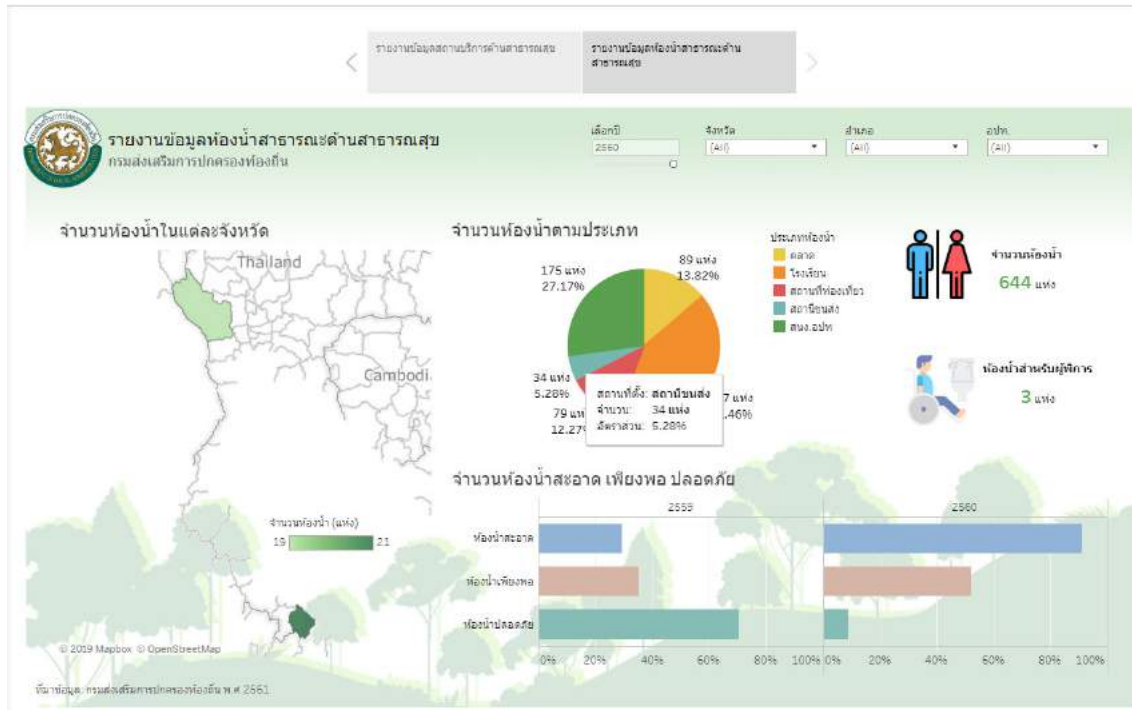 รายงานข้อมูลสถานบริการด้านสาธารณสุข
รายงานข้อมูลห้องน้ำสาธารณะด้าน
สาธารณสุข
รายงานข้อมูลห้องน้ำสาธารณะด้านสาธารณสุข
กรมส่งเสริมการปกครองท้องถิ่น
เลือกปี
2560
จังหวัด
(All)
อำเภอ
(All)
อปท.
(All)
จำนวนห้องน้ำในแต่ละจังหวัด
Thailand
Cambodi
จำนวนห้องน้ำ (แห่ง)
19
21
© 2019 Mapbox © OpenStreetMap
จำนวนห้องน้ำตามประเภท
175 แห่ง
27.17%
89 แห่ง
13.82%
34 แห่ง
5.28%
79 แห่
12.27%
7 แห่ง
.46%
สถานที่ตั้ง: สถานีขนส่ง
จำนวน: 34 แห่ง
อัตราส่วน: 5.28%
ประเภทห้องน้ำ
ตลาด
โรงเรียน
สถานที่ท่องเที่ยว
สถานีขนส่ง
สนง.อปท
จำนวนห้องน้ำ
644 แห่ง
ห้องน้ำสำหรับผู้พิการ
3 แห่ง
จำนวนห้องน้ำสะอาด เพียงพอ ปลอดภัย
2559
2560
ห้องน้ำสะอาด
ห้องน้ำเพียงพอ
ห้องน้ำปลอดภัย
0% 20% 40% 60% 80% 100% 0% 20% 40% 60% 80% 100%
ที่มาข้อมูล: กรมส่งเสริมการปกครองท้องถิ่น พ.ศ 2561